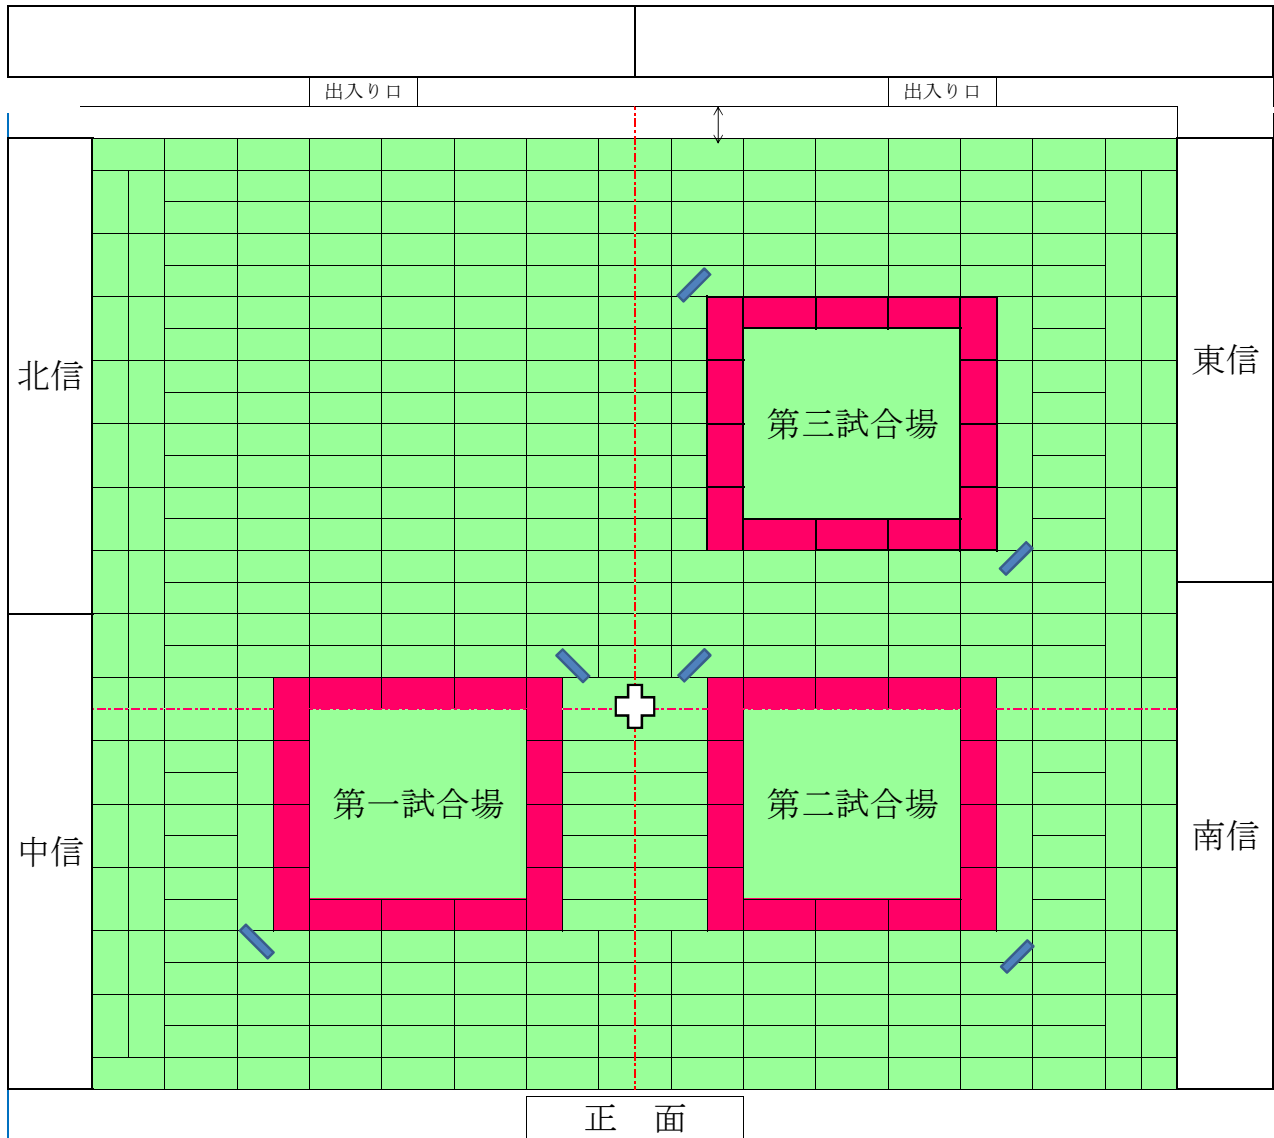 出入り口
出入り口
北信
東信
第三試合場
第一試合場
第二試合場
中信
南信
正 面